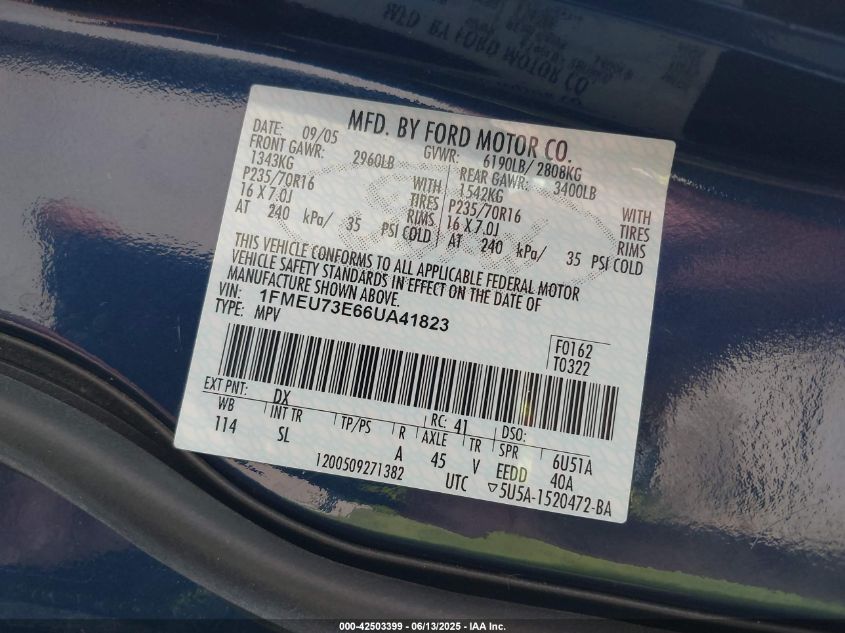 MFD. BY FORD MOTOR CO.
DATE: 09/05 GVWR: 6190LB/ 2808KG
FRONT GAWR: 2960LB REAR GAWR: 3400LB
1343KG WITH 1542KG WITH
P235/70R16 TIRES P235/70R16 TIRES
16 X 7.0J RIMS 16 X 7.0J RIMS
AT 240 kPa/ 35 PSI COLD AT 240 kPa/ 35 PSI COLD
THIS VEHICLE CONFORMS TO ALL APPLICABLE FEDERAL MOTOR
VEHICLE SAFETY STANDARDS IN EFFECT ON THE DATE OF
MANUFACTURE SHOWN ABOVE.
VIN: 1FMEU73E66UA41823
TYPE: MPV
F0162
T0322
EXT PNT: DX RC: 41 DSO:
WB INT TR TP/PS R AXLE TR SPR 6U51A
114 SL A 45 V EEDD 40A
1200509271382 UTC ▽5U5A-1520472-BA
000-42503399 - 06/13/2025 - IAA Inc.